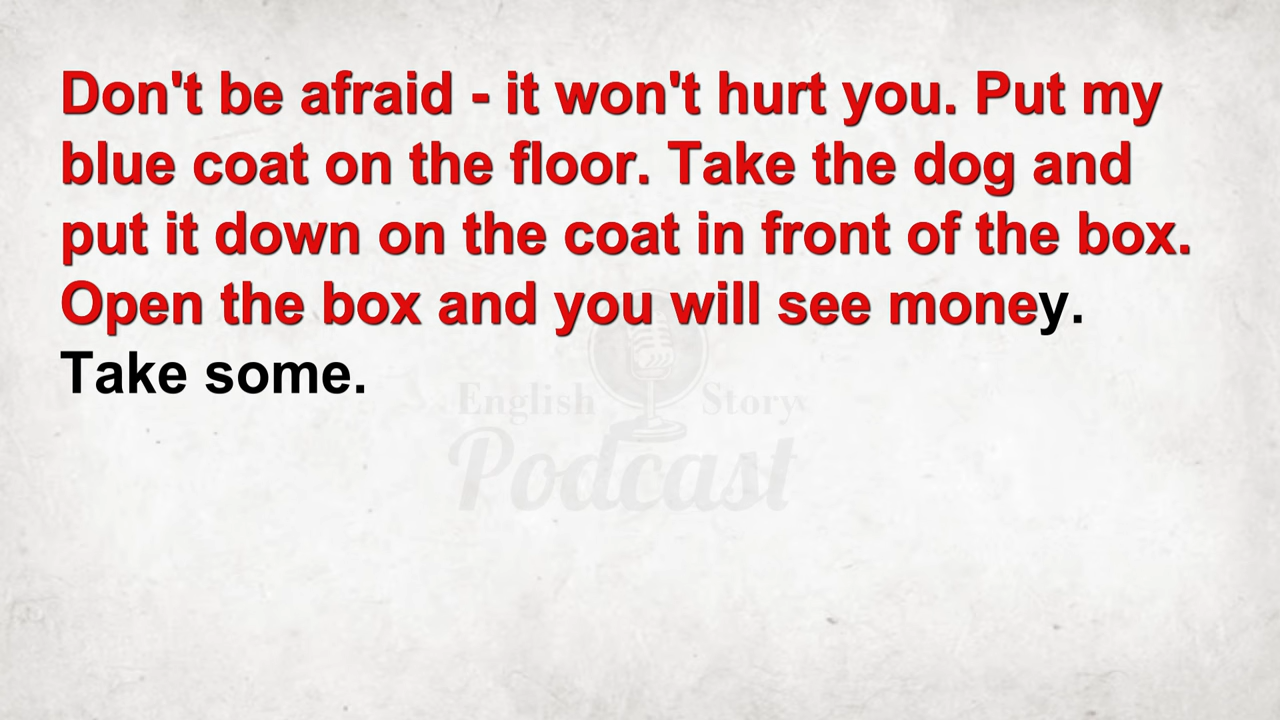 Don't be afraid - it won't hurt you. Put my
blue coat on the floor. Take the dog and
put it down on the coat in front of the box.
Open the box and you will see money.
Take some.
English Story
Podcast